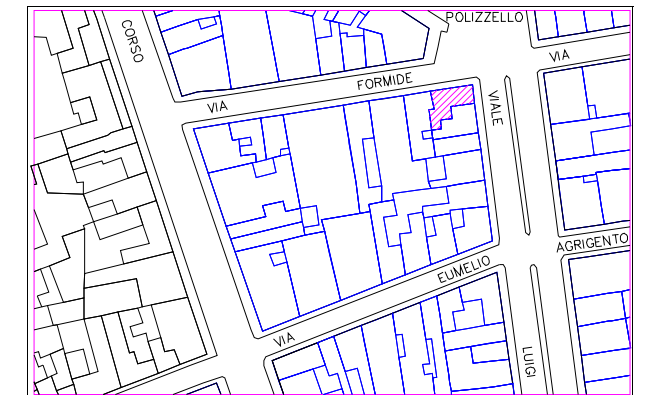 POLIZZELLO
CORSO
VIA
FORMIDE
VIA
VIALE
AGRIGENTO
EUMELIO
VIA
LUIGI